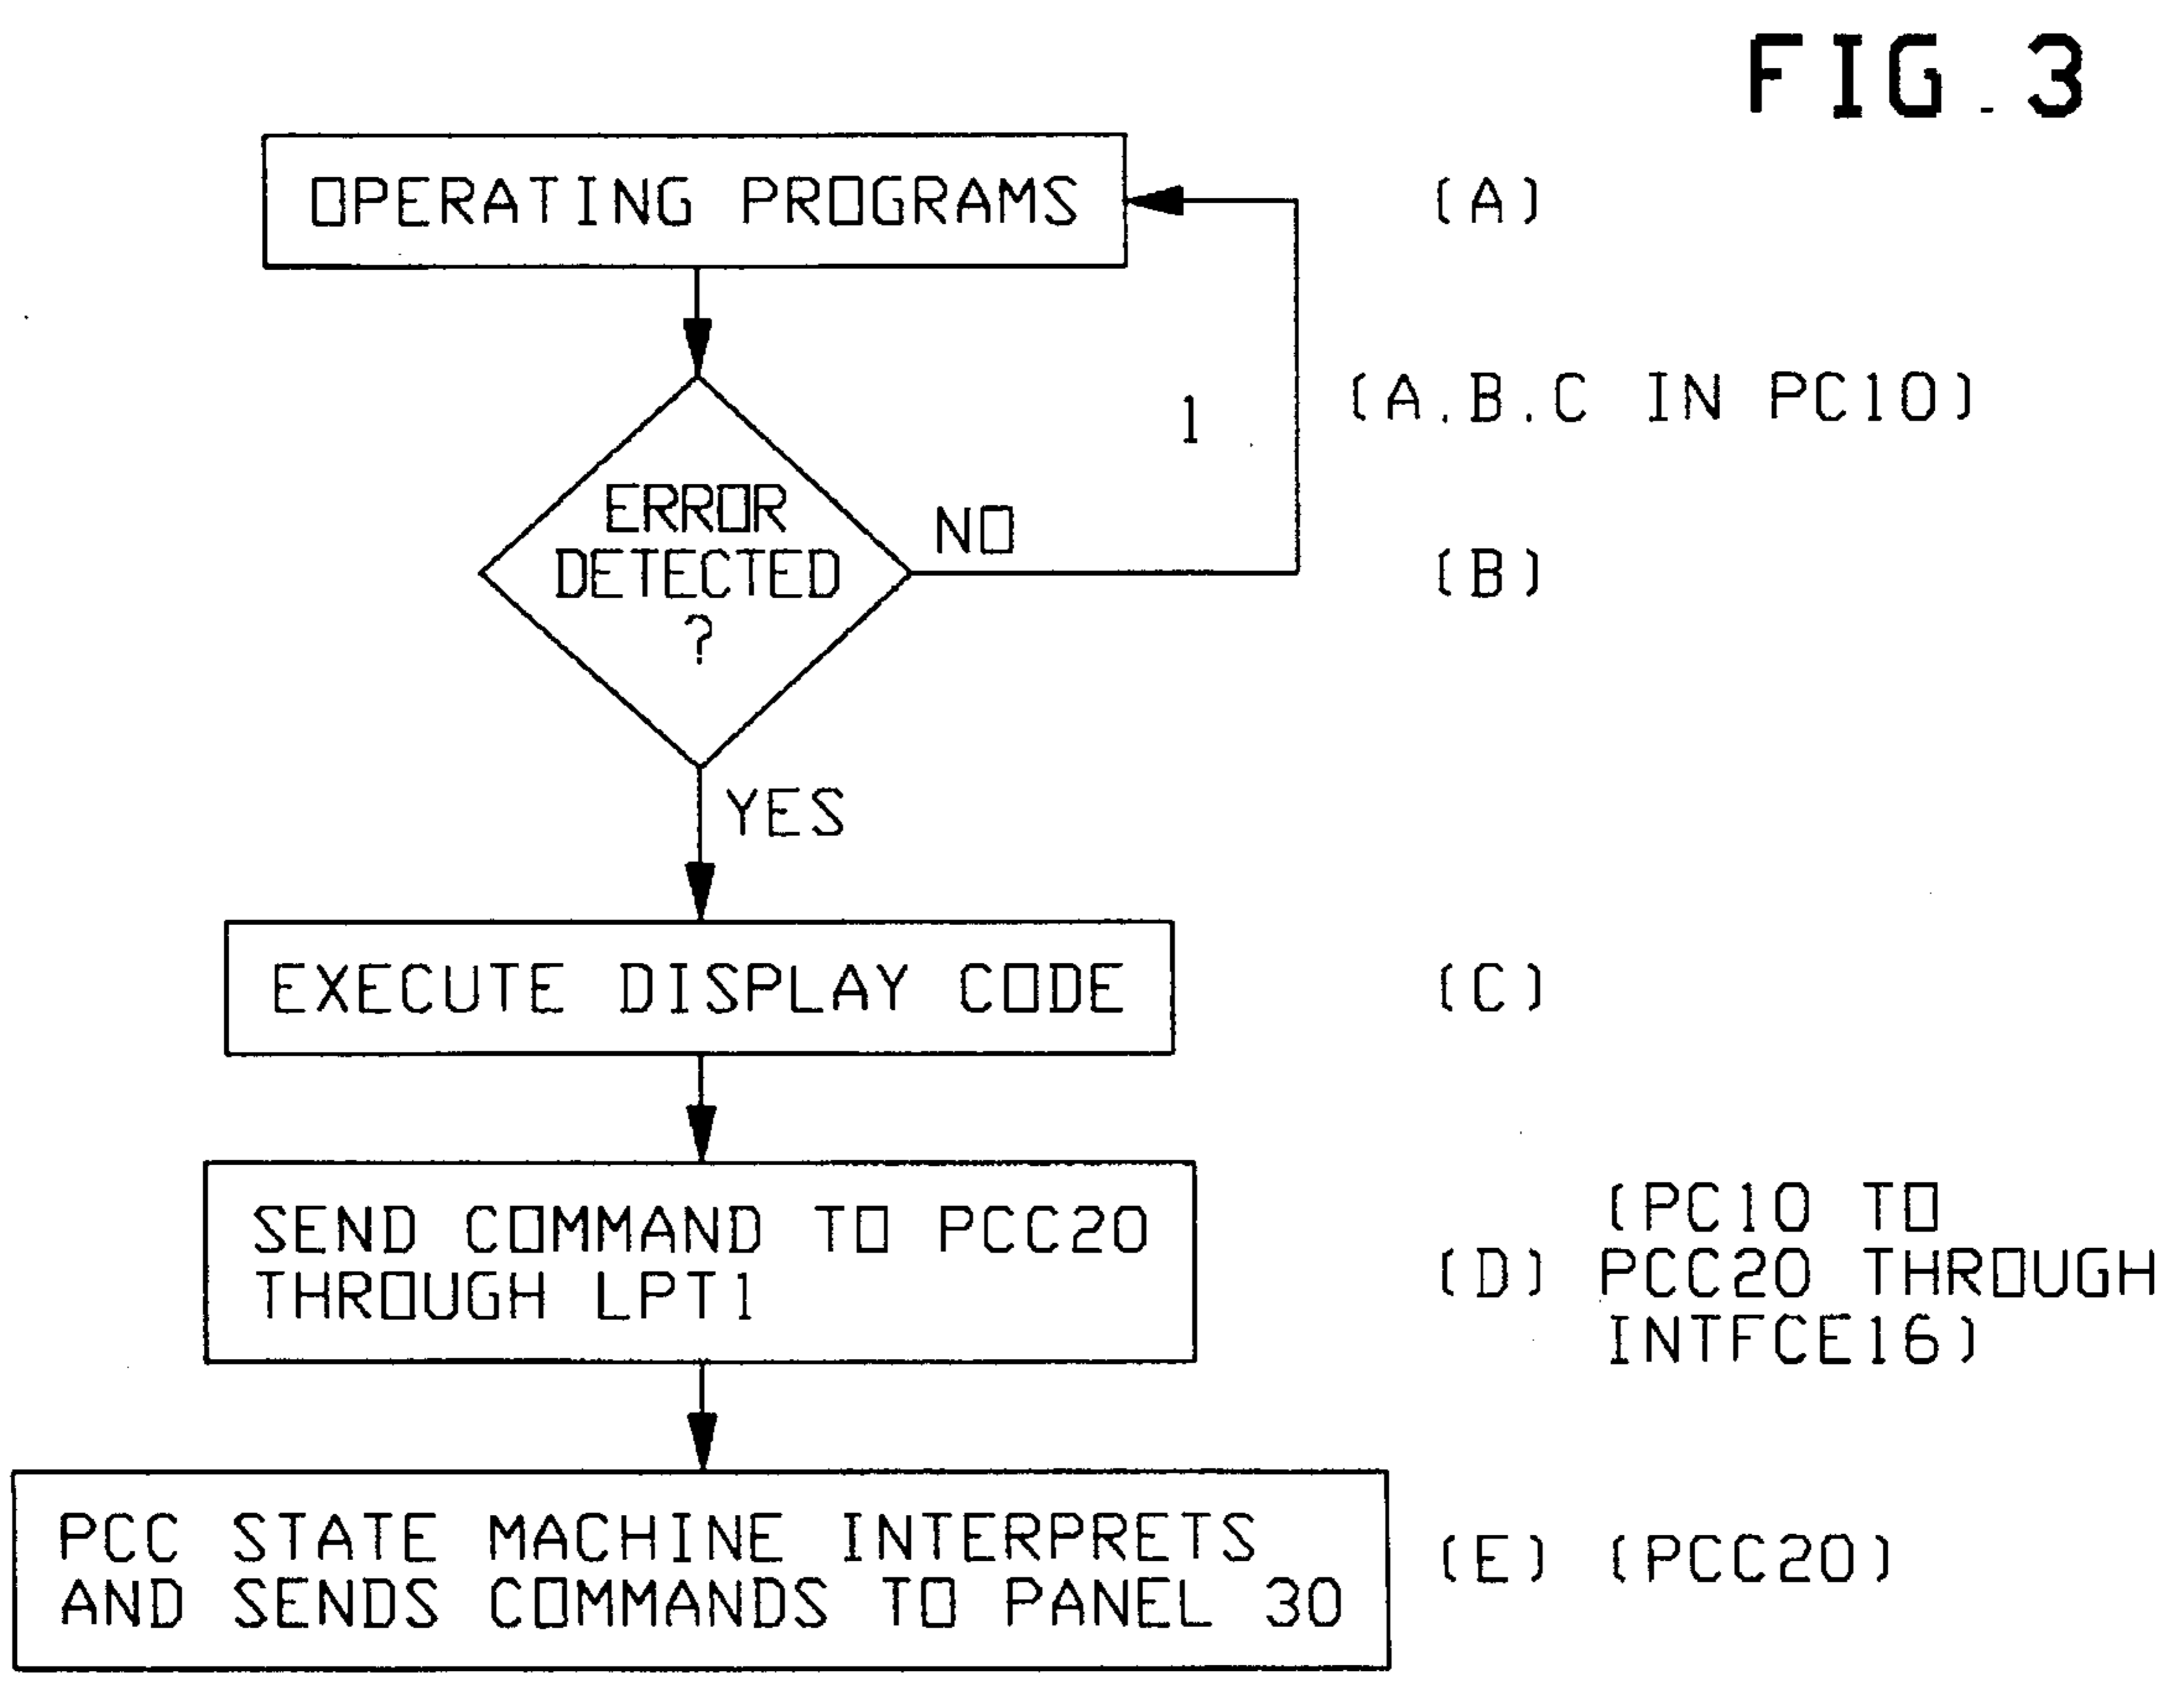 FIG.3
OPERATING PROGRAMS
(A)
1
(A.B.C IN PC10)
ERROR
DETECTED
?
NO
(B)
YES
EXECUTE DISPLAY CODE
(C)
SEND COMMAND TO PCC20
THROUGH LPT1
(D)
(PC10 TO
PCC20 THROUGH
INTFCE16)
PCC STATE MACHINE INTERPRETS
AND SENDS COMMANDS TO PANEL 30
(E) (PCC20)